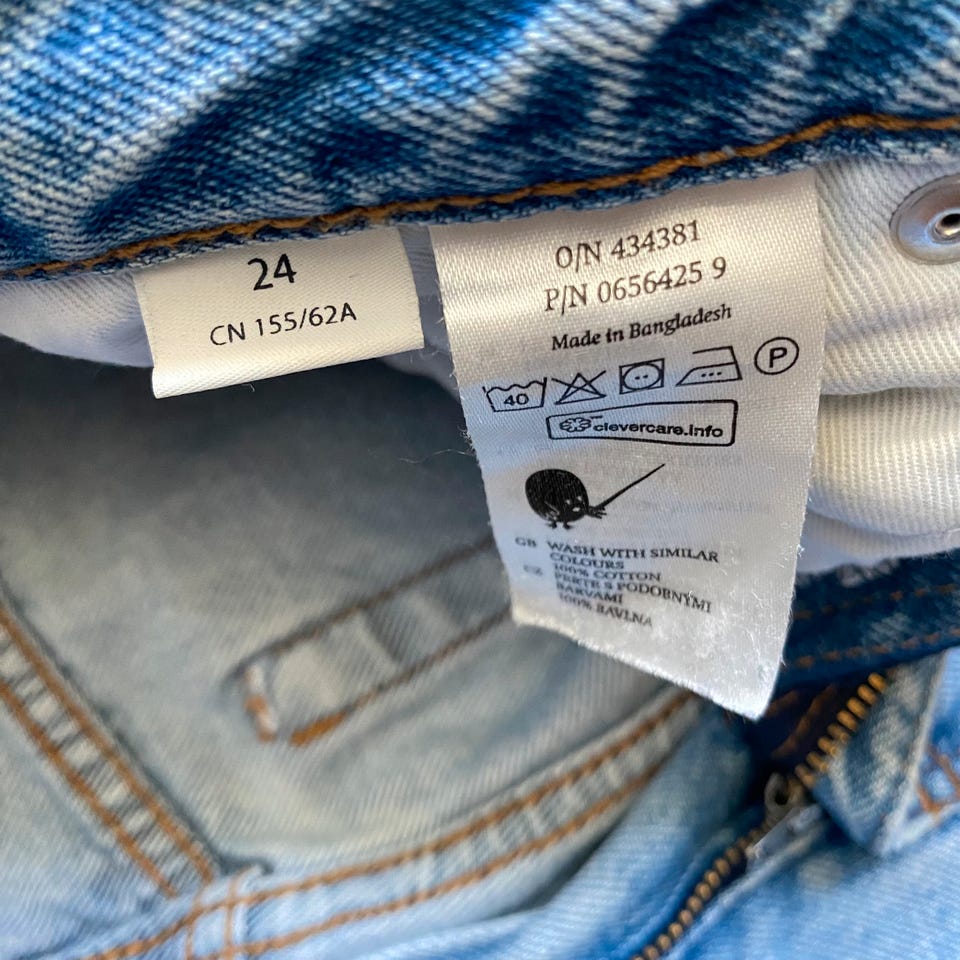 24
CN 155/62A
O/N 434381
P/N 0656425 9
Made in Bangladesh
40
P
clevercare.info
GB WASH WITH SIMILAR
COLOURS
100% COTTON
CZ PERTE S PODOBNÝMI
BARVAMI
100% BAVLNA